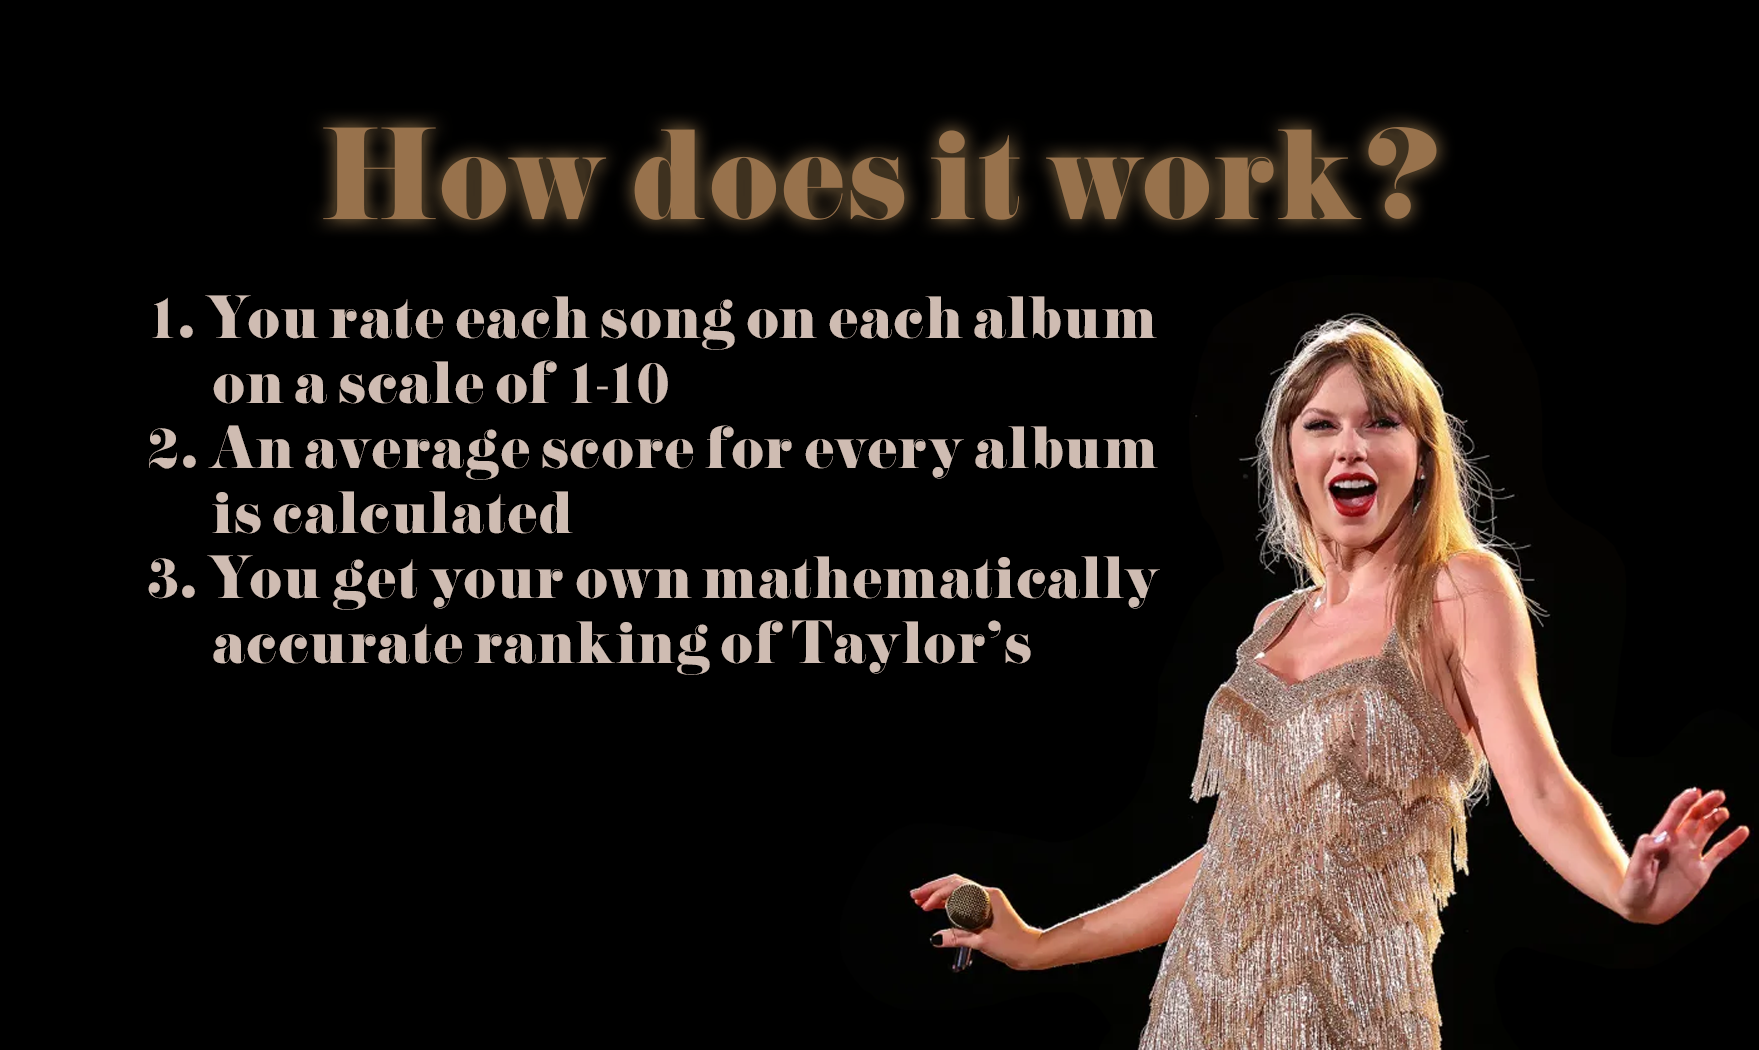 How does it work?
1. You rate each song on each album
on a scale of 1-10
2. An average score for every album
is calculated
3. You get your own mathematically
accurate ranking of Taylor’s